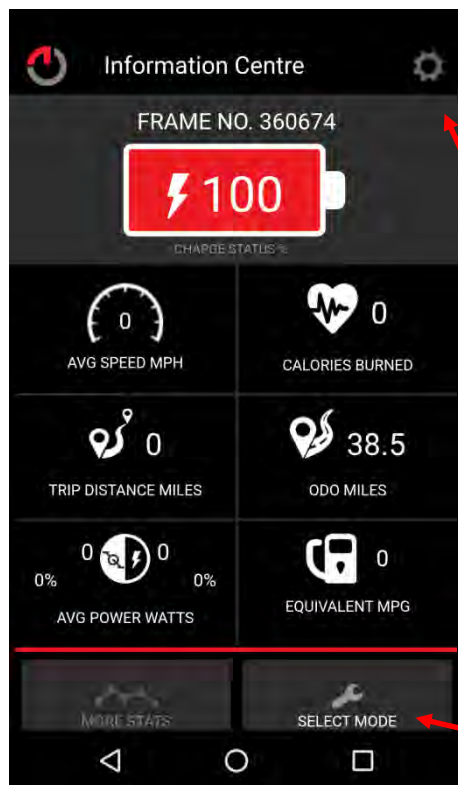 Information Centre
FRAME NO. 360674
100
CHARGE STATUS %
0
AVG SPEED MPH
0
CALORIES BURNED
0
TRIP DISTANCE MILES
38.5
ODO MILES
0 0
0% 0%
AVG POWER WATTS
0
EQUIVALENT MPG
MORE STATS
SELECT MODE